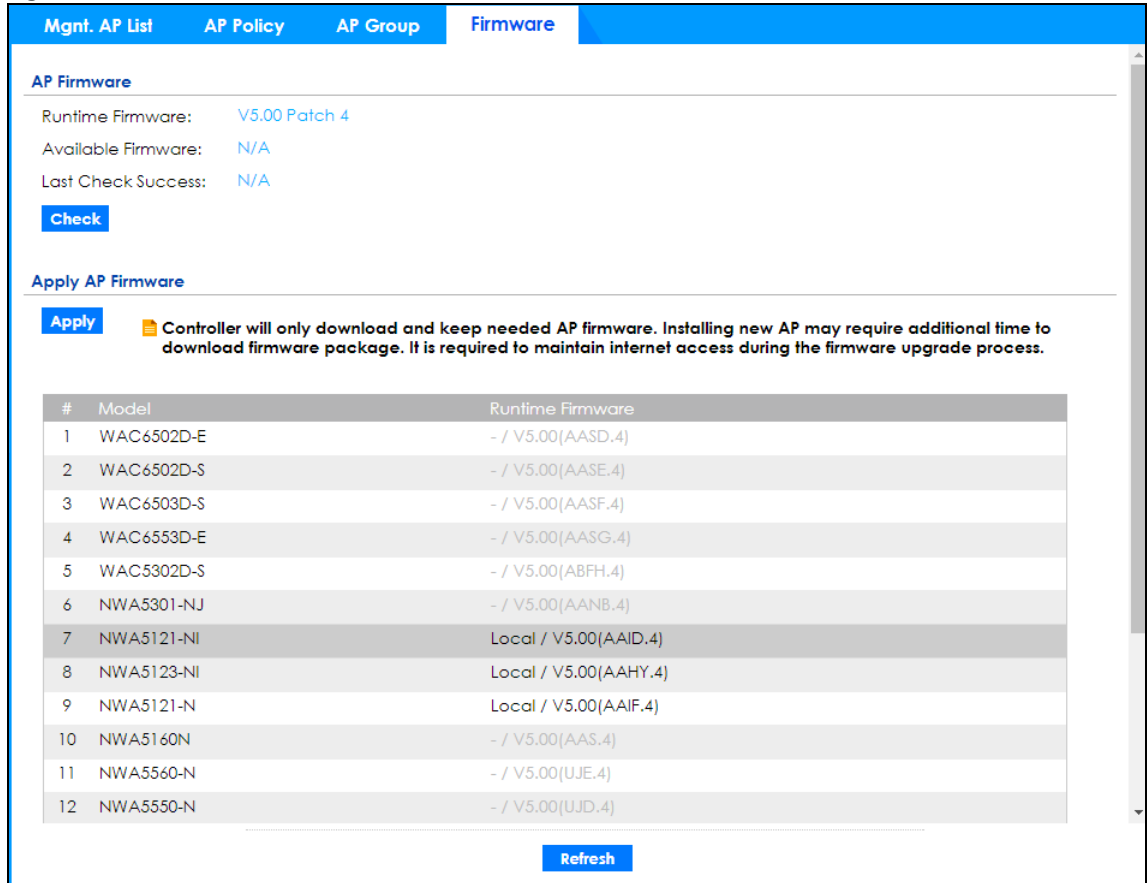 Mgnt. AP List AP Policy AP Group Firmware
AP Firmware
Runtime Firmware: V5.00 Patch 4
Available Firmware: N/A
Last Check Success: N/A
Check
Apply AP Firmware
Apply
Controller will only download and keep needed AP firmware. Installing new AP may require additional time to
download firmware package. It is required to maintain internet access during the firmware upgrade process.
# Model Runtime Firmware
1 WAC6502D-E - / V5.00(AASD.4)
2 WAC6502D-S - / V5.00(AASE.4)
3 WAC6503D-S - / V5.00(AASF.4)
4 WAC6553D-E - / V5.00(AASG.4)
5 WAC5302D-S - / V5.00(ABFH.4)
6 NWA5301-NJ - / V5.00(AANB.4)
7 NWA5121-NI Local / V5.00(AAID.4)
8 NWA5123-NI Local / V5.00(AAHY.4)
9 NWA5121-N Local / V5.00(AAIF.4)
10 NWA5160N - / V5.00(AAS.4)
11 NWA5560-N - / V5.00(UJE.4)
12 NWA5550-N - / V5.00(UJD.4)
Refresh